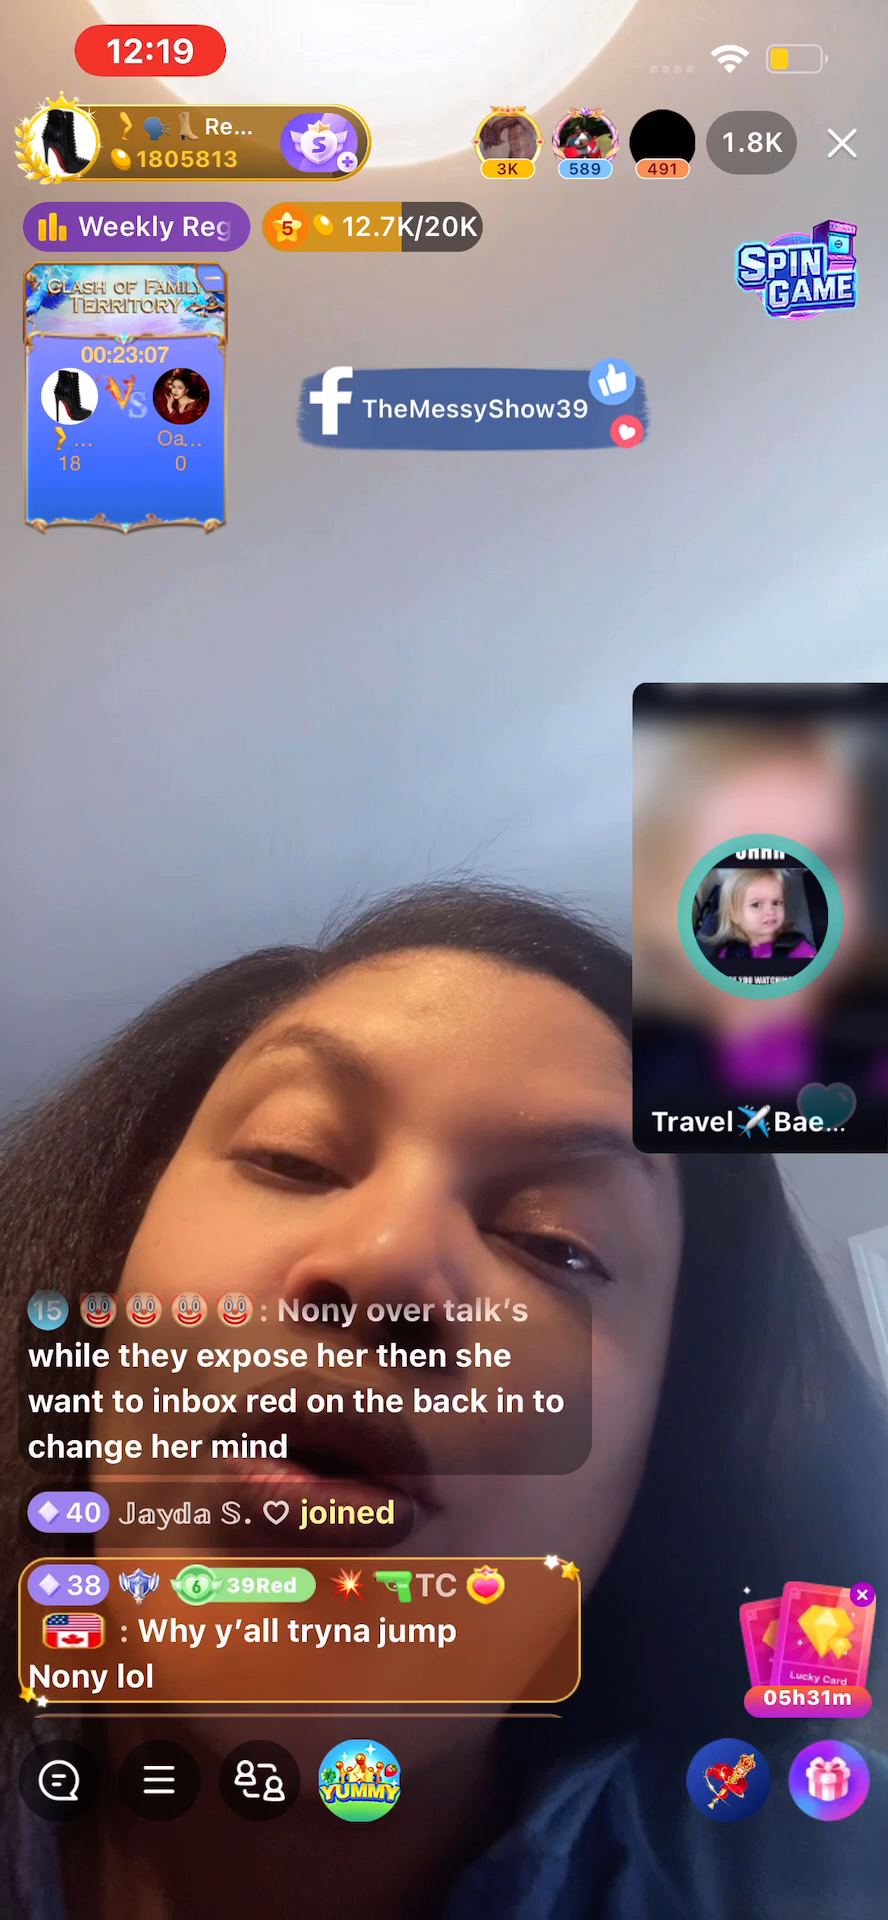 12:19
Re...
1805813
S
3K
589
491
1.8K
Weekly Reg
5
12.7K/20K
SPIN
GAME
CLASH OF FAMILY
TERRITORY
00:23:07
VS
...
Oa...
18
0
f TheMessyShow39
Travel✈️Bae...
15 🤡🤡🤡🤡: Nony over talk’s
while they expose her then she
want to inbox red on the back in to
change her mind
40 𝕁𝕒𝕪𝕕𝕒 𝕊. ♡ joined
38 6 39Red 💥🔫TC
: Why y’all tryna jump
Nony lol
Lucky Card
05h31m
YUMMY